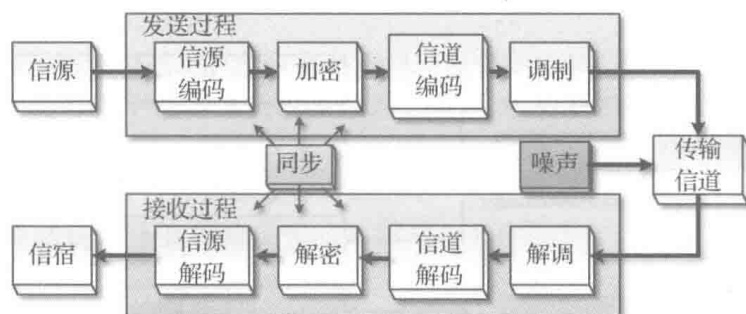 发送过程
信源
信源
编码
加密
信道
编码
调制
同步
噪声
传输
信道
接收过程
信宿
信源
解码
解密
信道
解码
解调